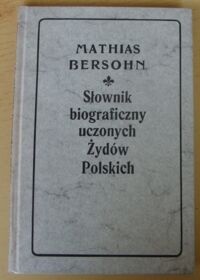 MATHIAS
BERSOHN
Słownik
biograficzny
uczonych
Żydów
Polskich